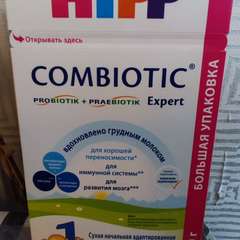 HiPP
Открывать здесь
COMBIOTIC®
PROBIOTIK + PRAEBIOTIK Expert
вдохновлено грудным молоком
для хорошей
переносимости*
для
иммунной системы**
для
развития мозга***
БОЛЬШАЯ УПАКОВКА
1
Сухая начальная адаптированная